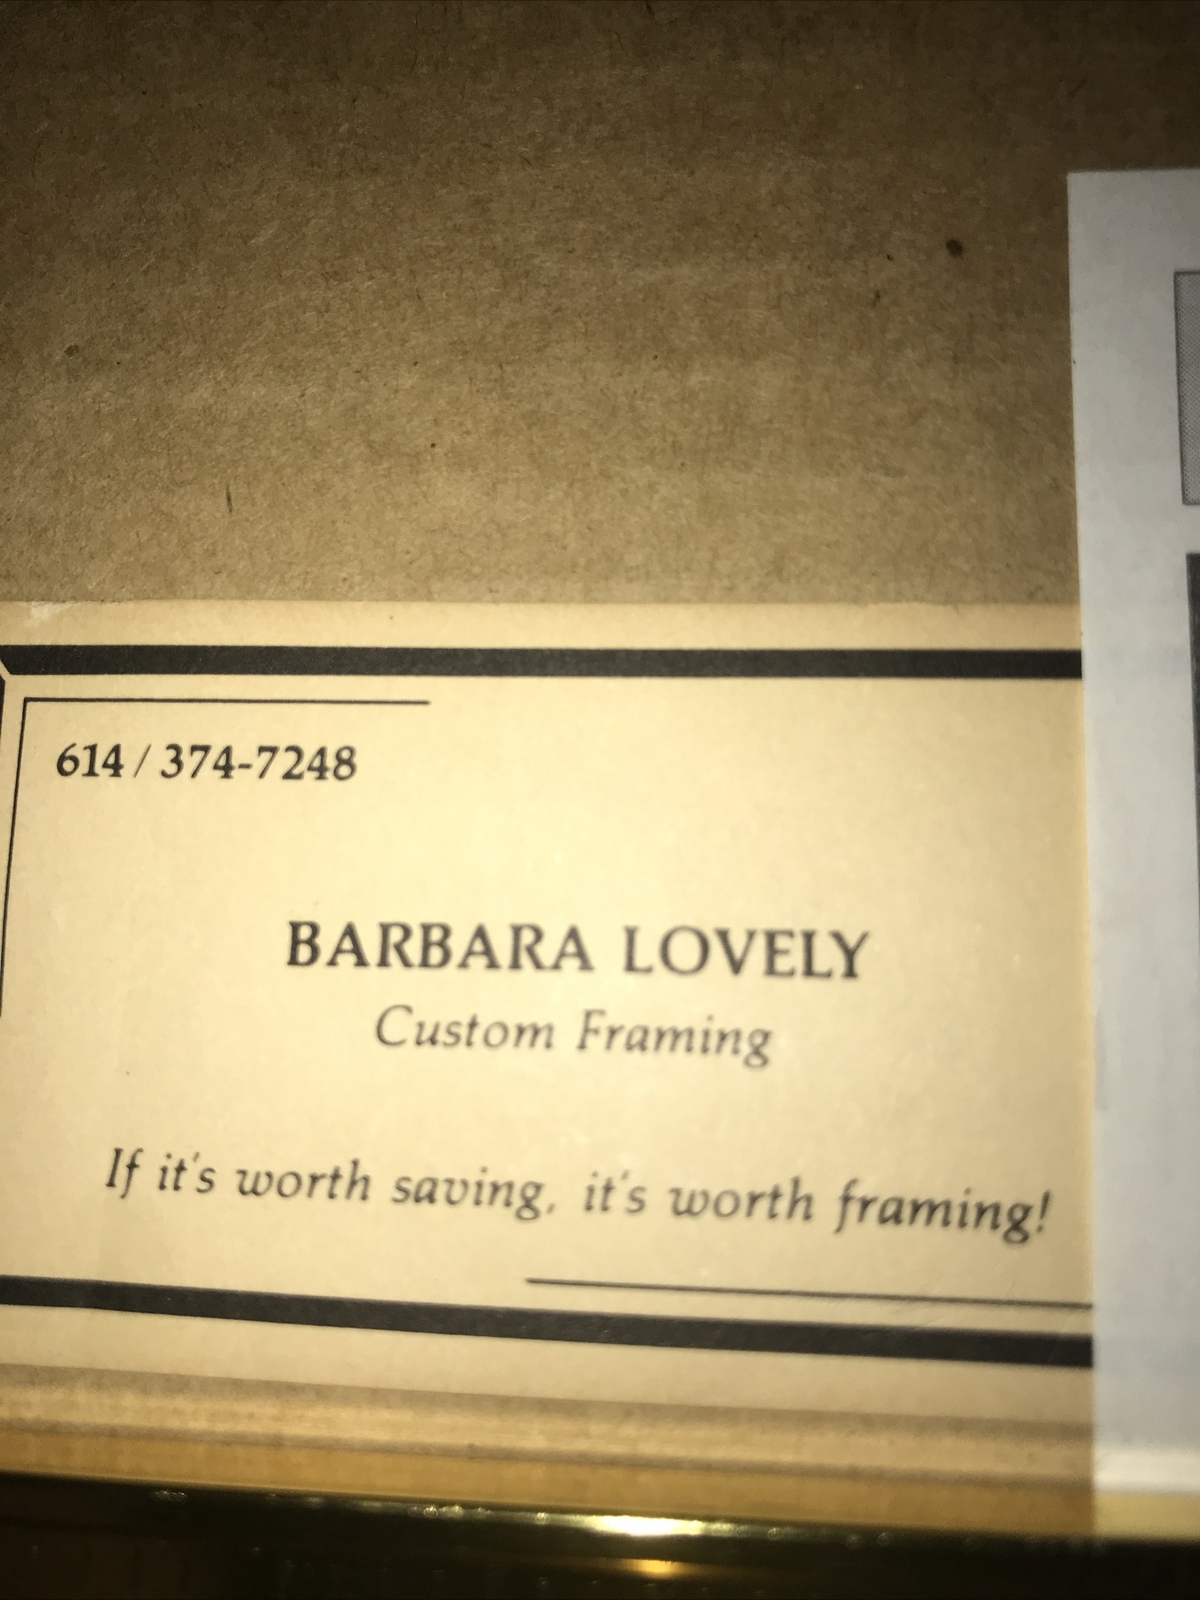 614 / 374-7248
BARBARA LOVELY
Custom Framing
If it's worth saving, it's worth framing!